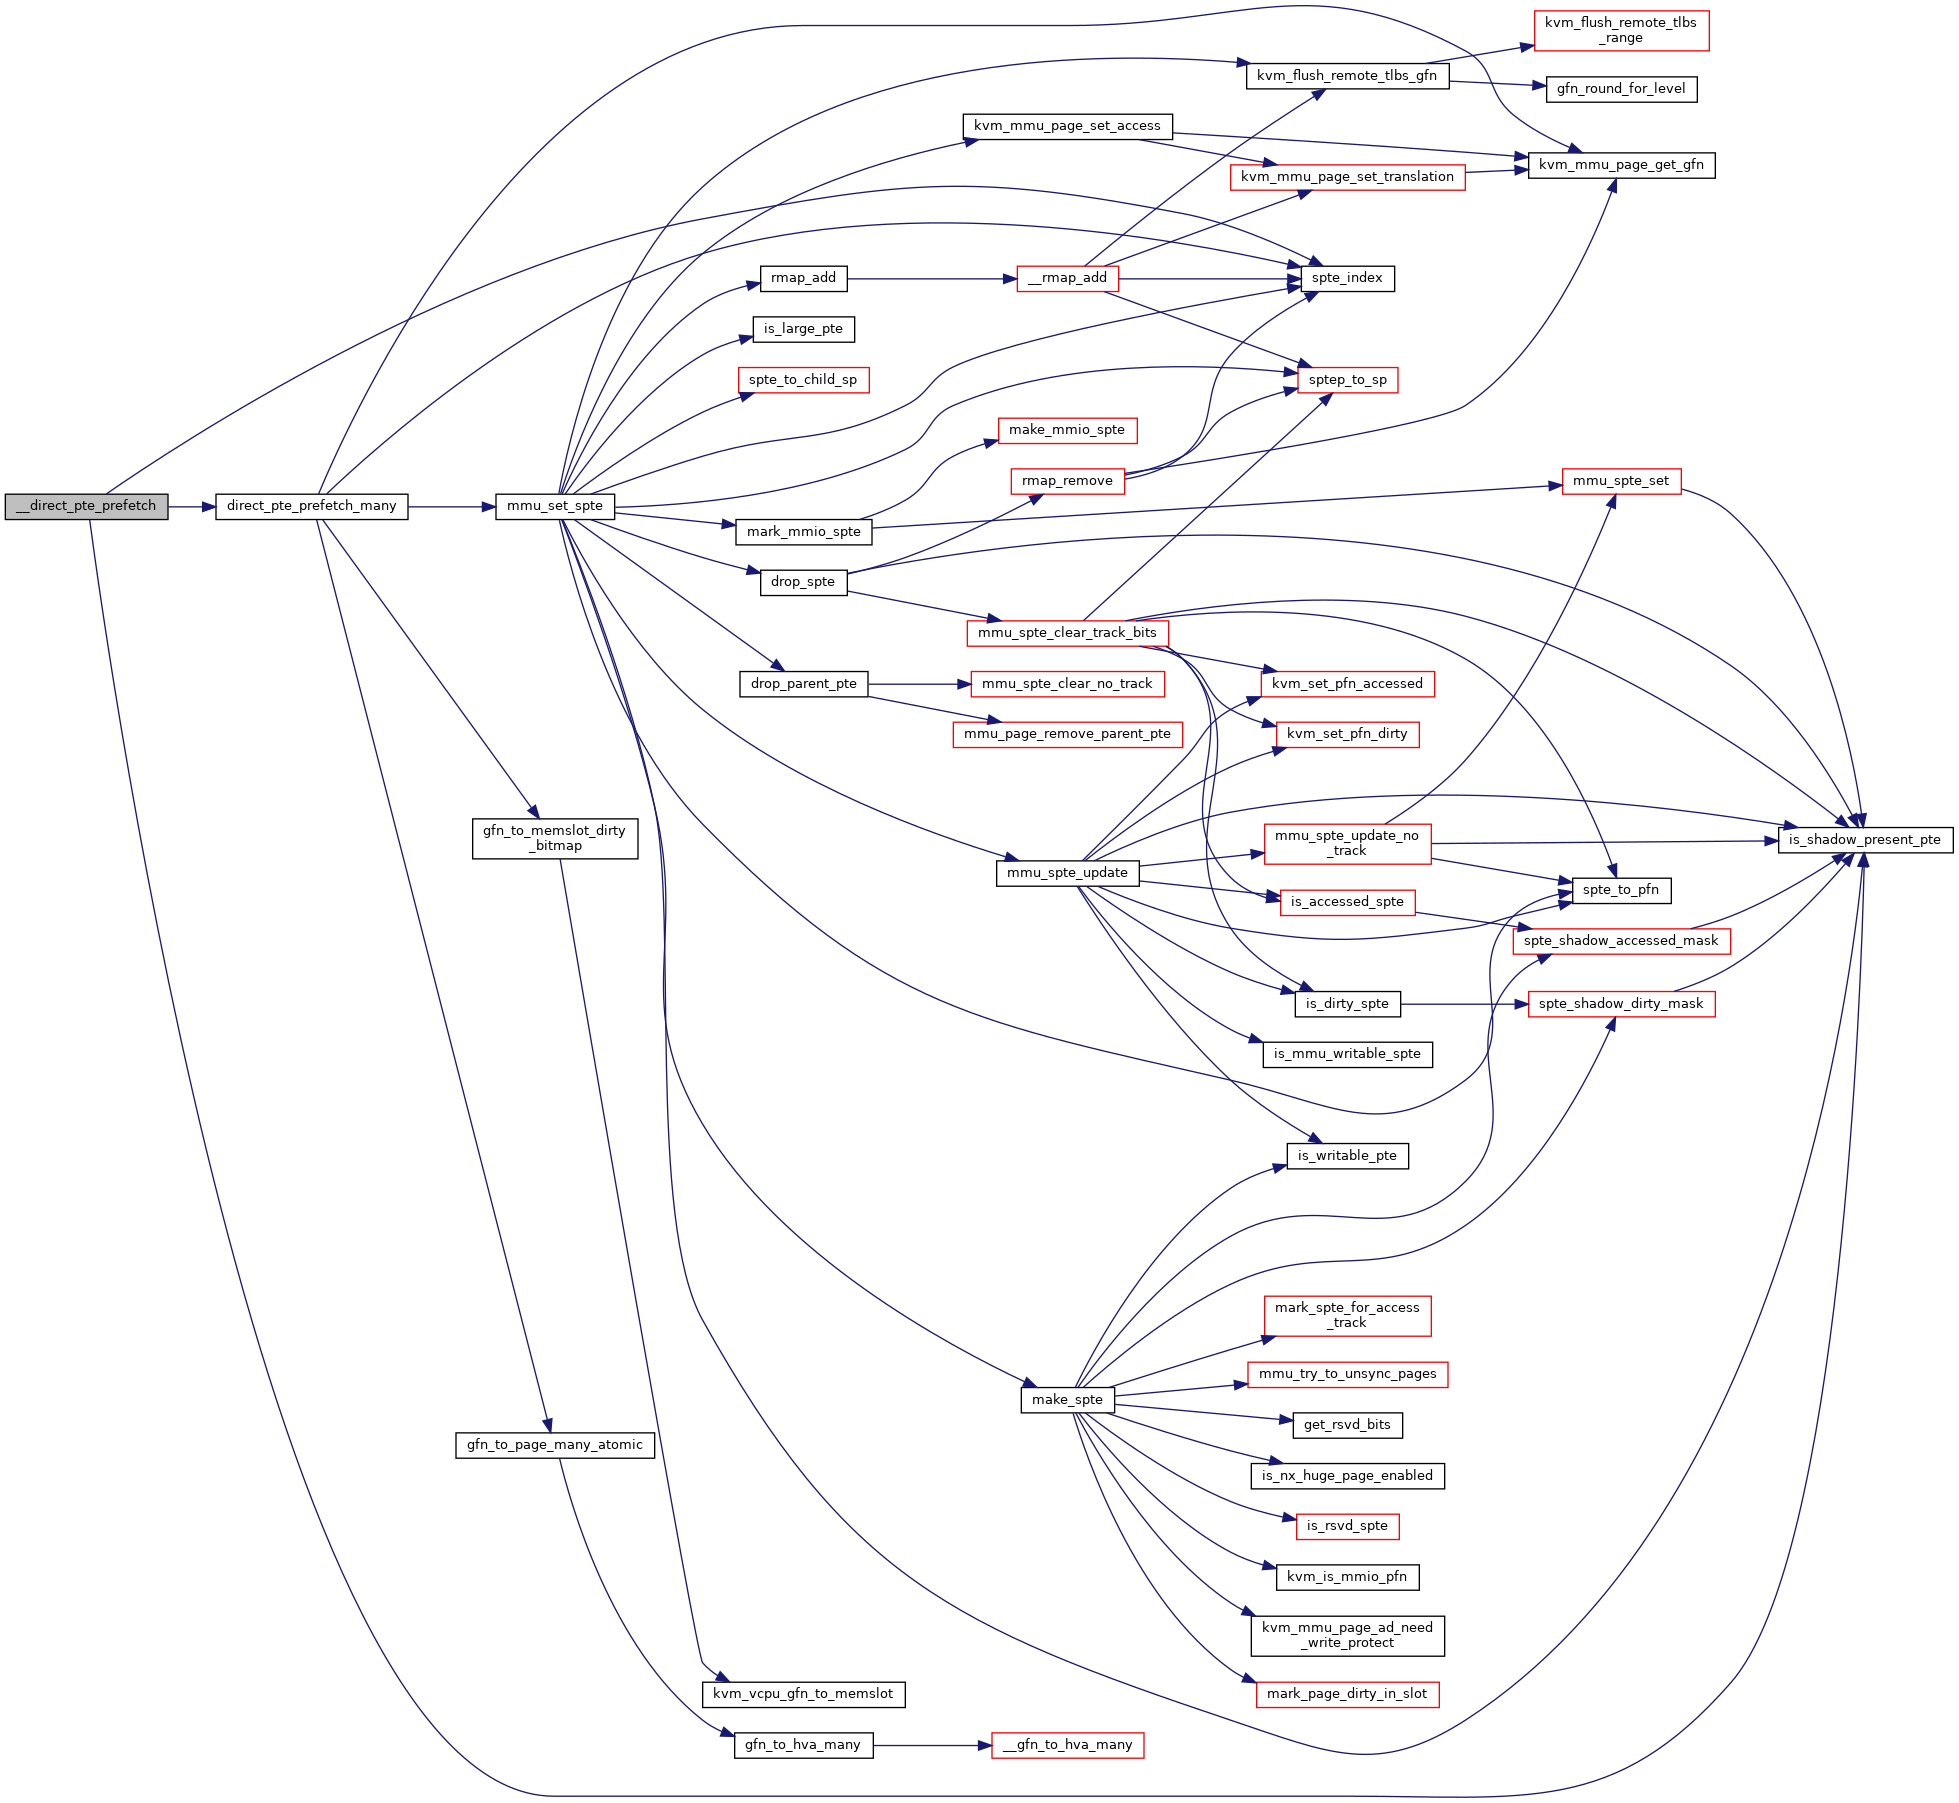 kvm_flush_remote_tlbs
_range
kvm_flush_remote_tlbs_gfn
gfn_round_for_level
kvm_mmu_page_set_access
kvm_mmu_page_get_gfn
kvm_mmu_page_set_translation
rmap_add
__rmap_add
spte_index
is_large_pte
spte_to_child_sp
sptep_to_sp
make_mmio_spte
rmap_remove
mmu_spte_set
__direct_pte_prefetch
direct_pte_prefetch_many
mmu_set_spte
mark_mmio_spte
drop_spte
mmu_spte_clear_track_bits
drop_parent_pte
mmu_spte_clear_no_track
kvm_set_pfn_accessed
mmu_page_remove_parent_pte
kvm_set_pfn_dirty
gfn_to_memslot_dirty
_bitmap
mmu_spte_update_no
_track
is_shadow_present_pte
mmu_spte_update
spte_to_pfn
is_accessed_spte
spte_shadow_accessed_mask
is_dirty_spte
spte_shadow_dirty_mask
is_mmu_writable_spte
is_writable_pte
mark_spte_for_access
_track
mmu_try_to_unsync_pages
make_spte
get_rsvd_bits
gfn_to_page_many_atomic
is_nx_huge_page_enabled
is_rsvd_spte
kvm_is_mmio_pfn
kvm_mmu_page_ad_need
_write_protect
kvm_vcpu_gfn_to_memslot
mark_page_dirty_in_slot
gfn_to_hva_many
__gfn_to_hva_many